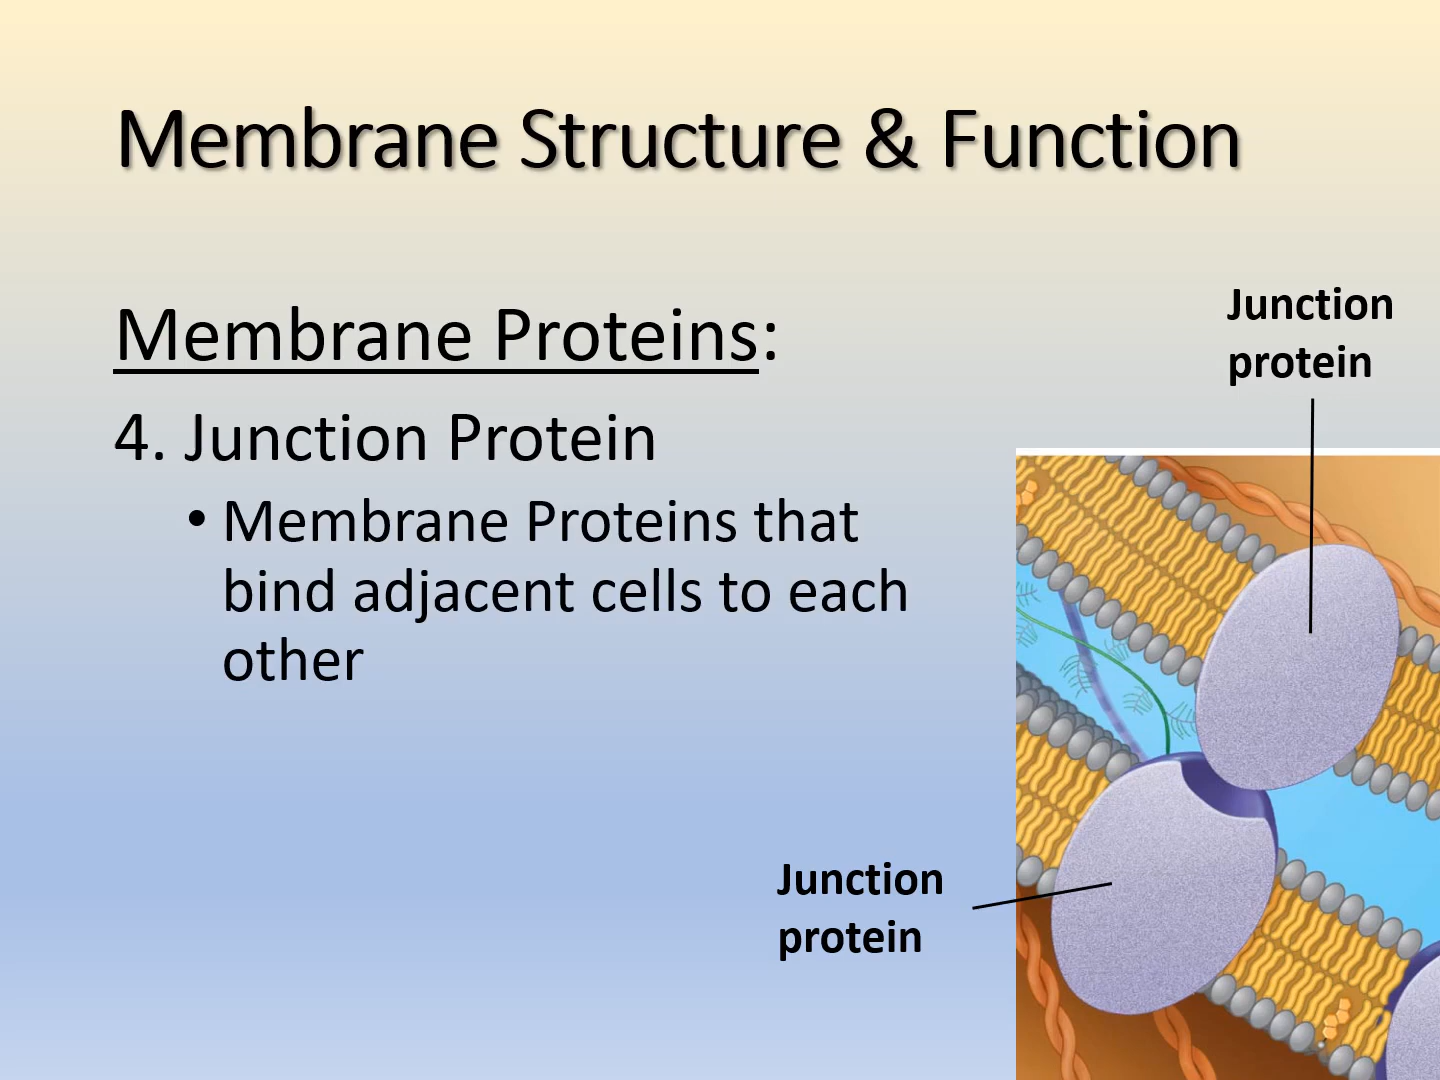 Membrane Structure & Function
Membrane Proteins:
4. Junction Protein
• Membrane Proteins that
bind adjacent cells to each
other
Junction
protein
Junction
protein